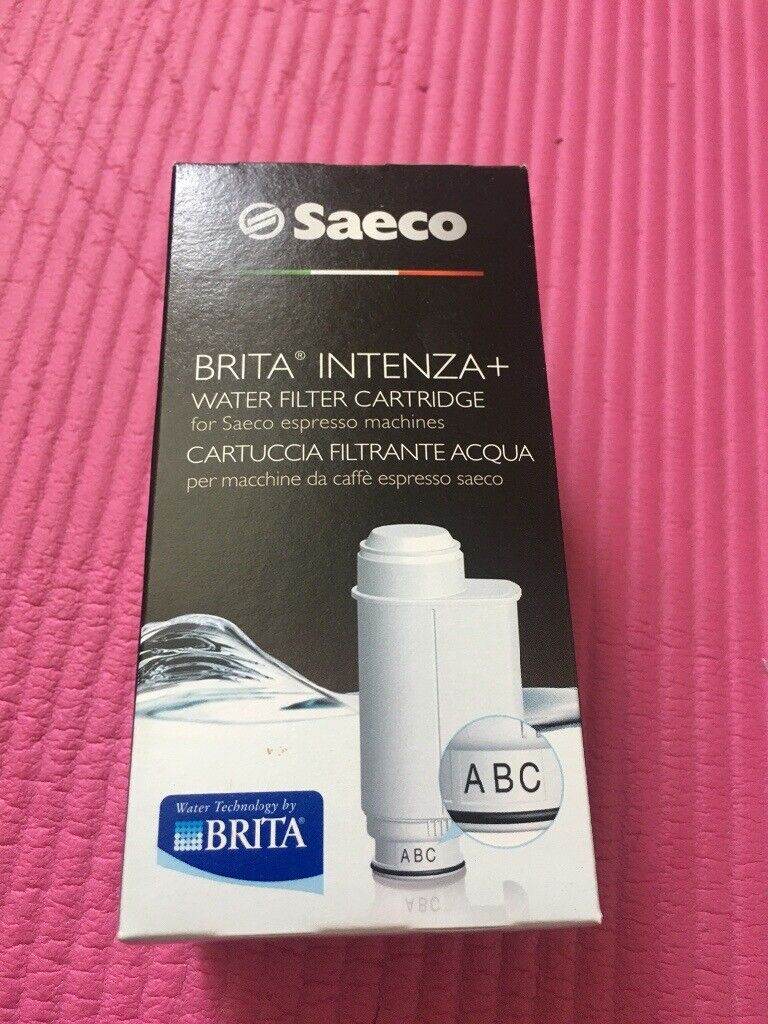 Saeco
BRITA® INTENZA+
WATER FILTER CARTRIDGE
for Saeco espresso machines
CARTUCCIA FILTRANTE ACQUA
per macchine da caffè espresso saeco
ABC
Water Technology by
BRITA®
ABC
ABC